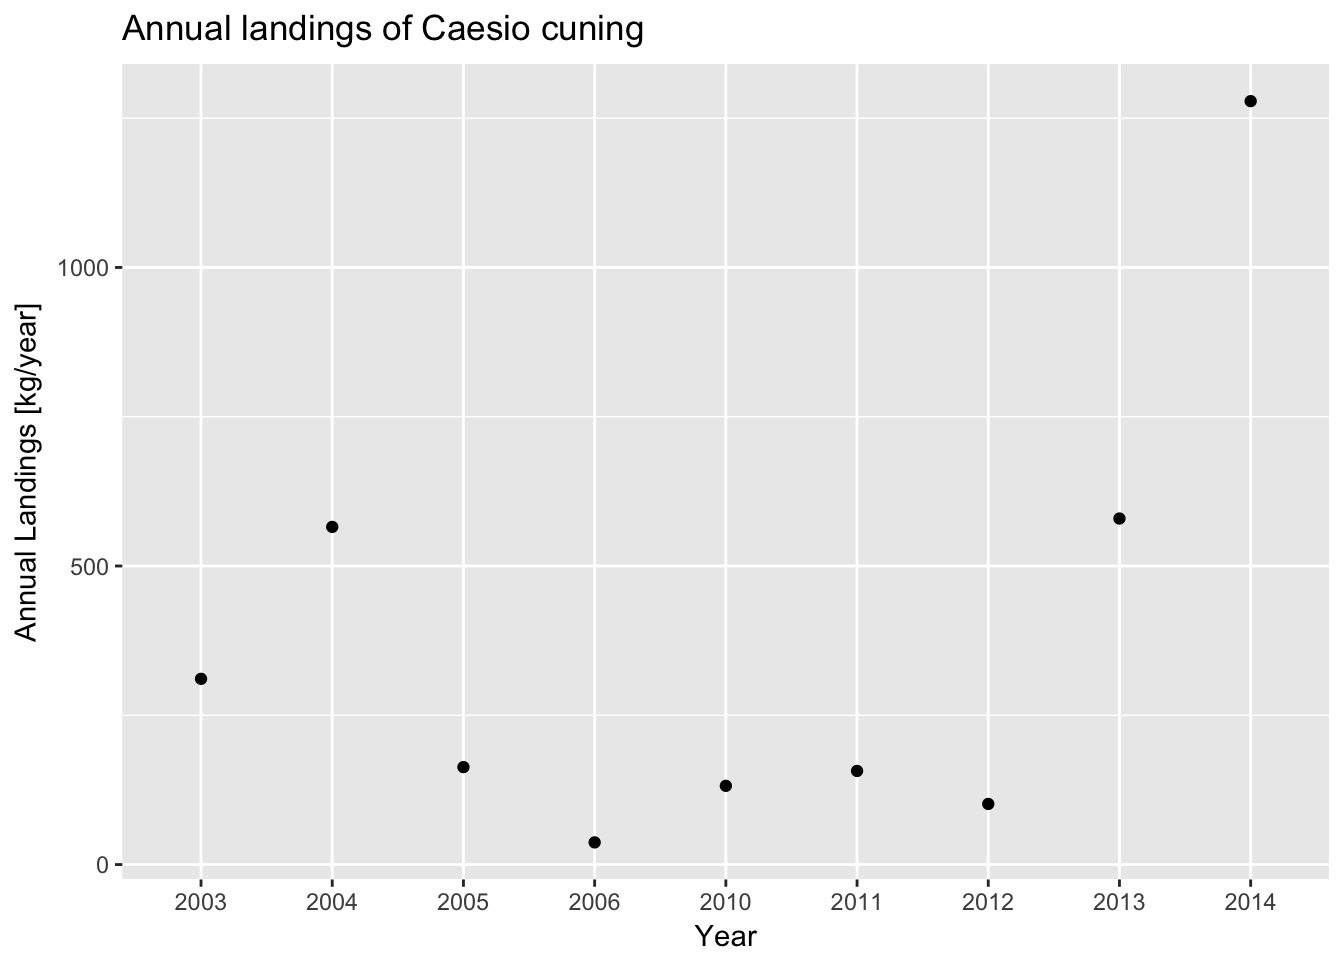 Annual landings of Caesio cuning
Annual Landings [kg/year]
1000
500
0
2003 2004 2005 2006 2010 2011 2012 2013 2014
Year